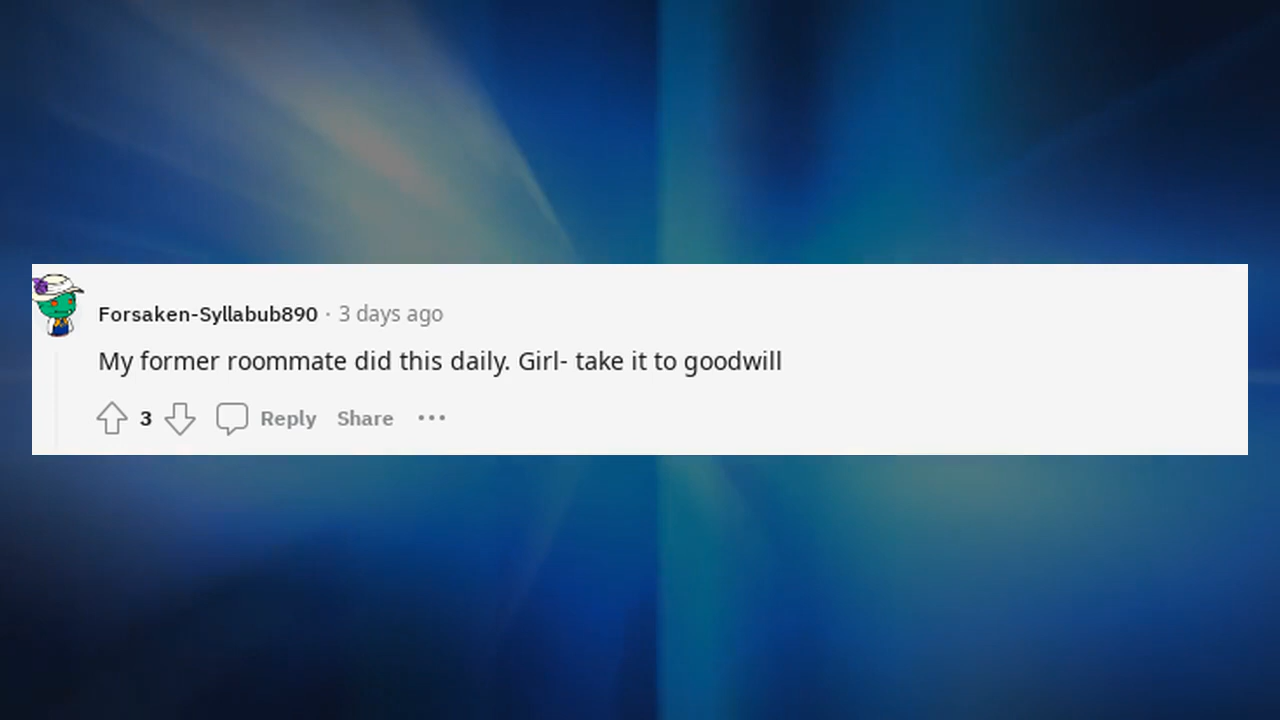 Forsaken-Syllabub890 · 3 days ago
My former roommate did this daily. Girl- take it to goodwill
3 Reply Share ···